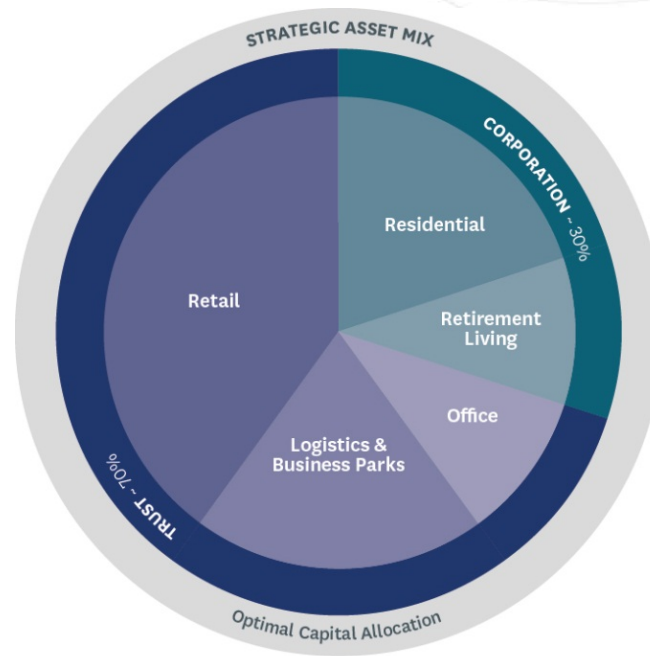 STRATEGIC ASSET MIX
CORPORATION ~ 30%
Residential
Retail
Retirement
Living
Office
Logistics &
Business Parks
TRUST ~ 70%
Optimal Capital Allocation